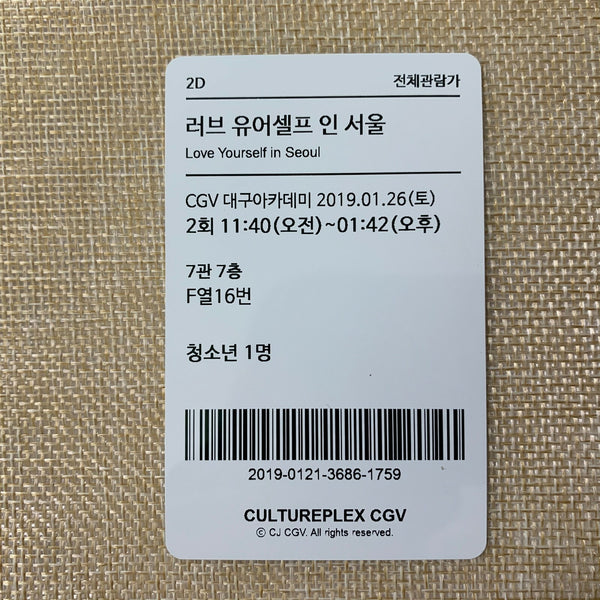 2D 전체관람가
러브 유어셀프 인 서울
Love Yourself in Seoul
CGV 대구아카데미 2019.01.26(토)
2회 11:40(오전)~01:42(오후)
7관 7층
F열16번
청소년 1명
2019-0121-3686-1759
CULTUREPLEX CGV
ⓒ CJ CGV. All rights reserved.